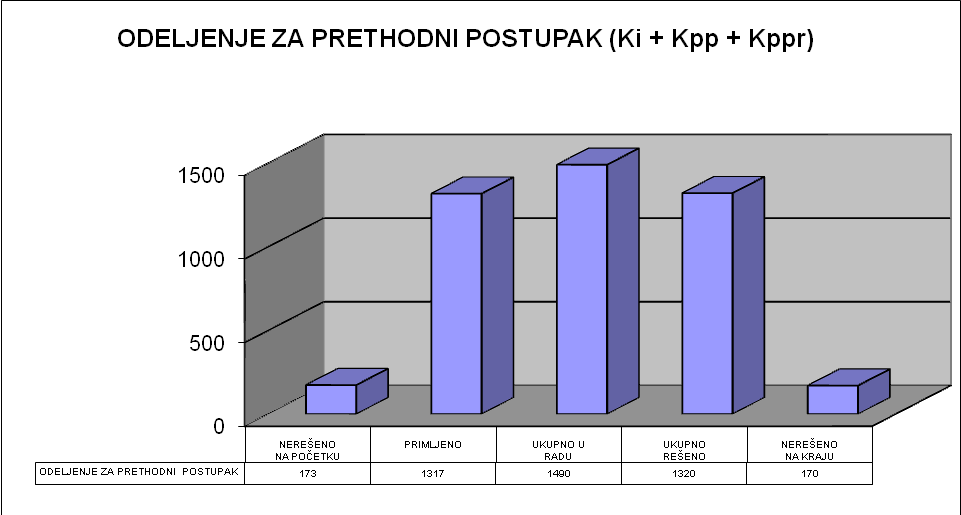 ODELJENJE ZA PRETHODNI POSTUPAK (Ki + Kpp + Kppr)
1500
1000
500
0
NEREŠENO NA POČETKU
PRIMLJENO
UKUPNO U RADU
UKUPNO REŠENO
NEREŠENO NA KRAJU
ODELJENJE ZA PRETHODNI POSTUPAK 173 1317 1490 1320 170